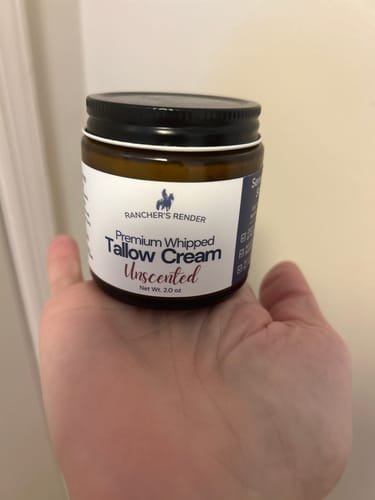 RANCHER'S RENDER
Premium Whipped
Tallow Cream
Unscented
Net Wt. 2.0 oz